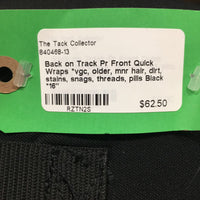 The Tack Collector
640468-13
Back on Track Pr Front Quick
Wraps *vgc, older, mnr hair, dirt,
stains, snags, threads, pills Black
"16"
$62.50
RZTN2S